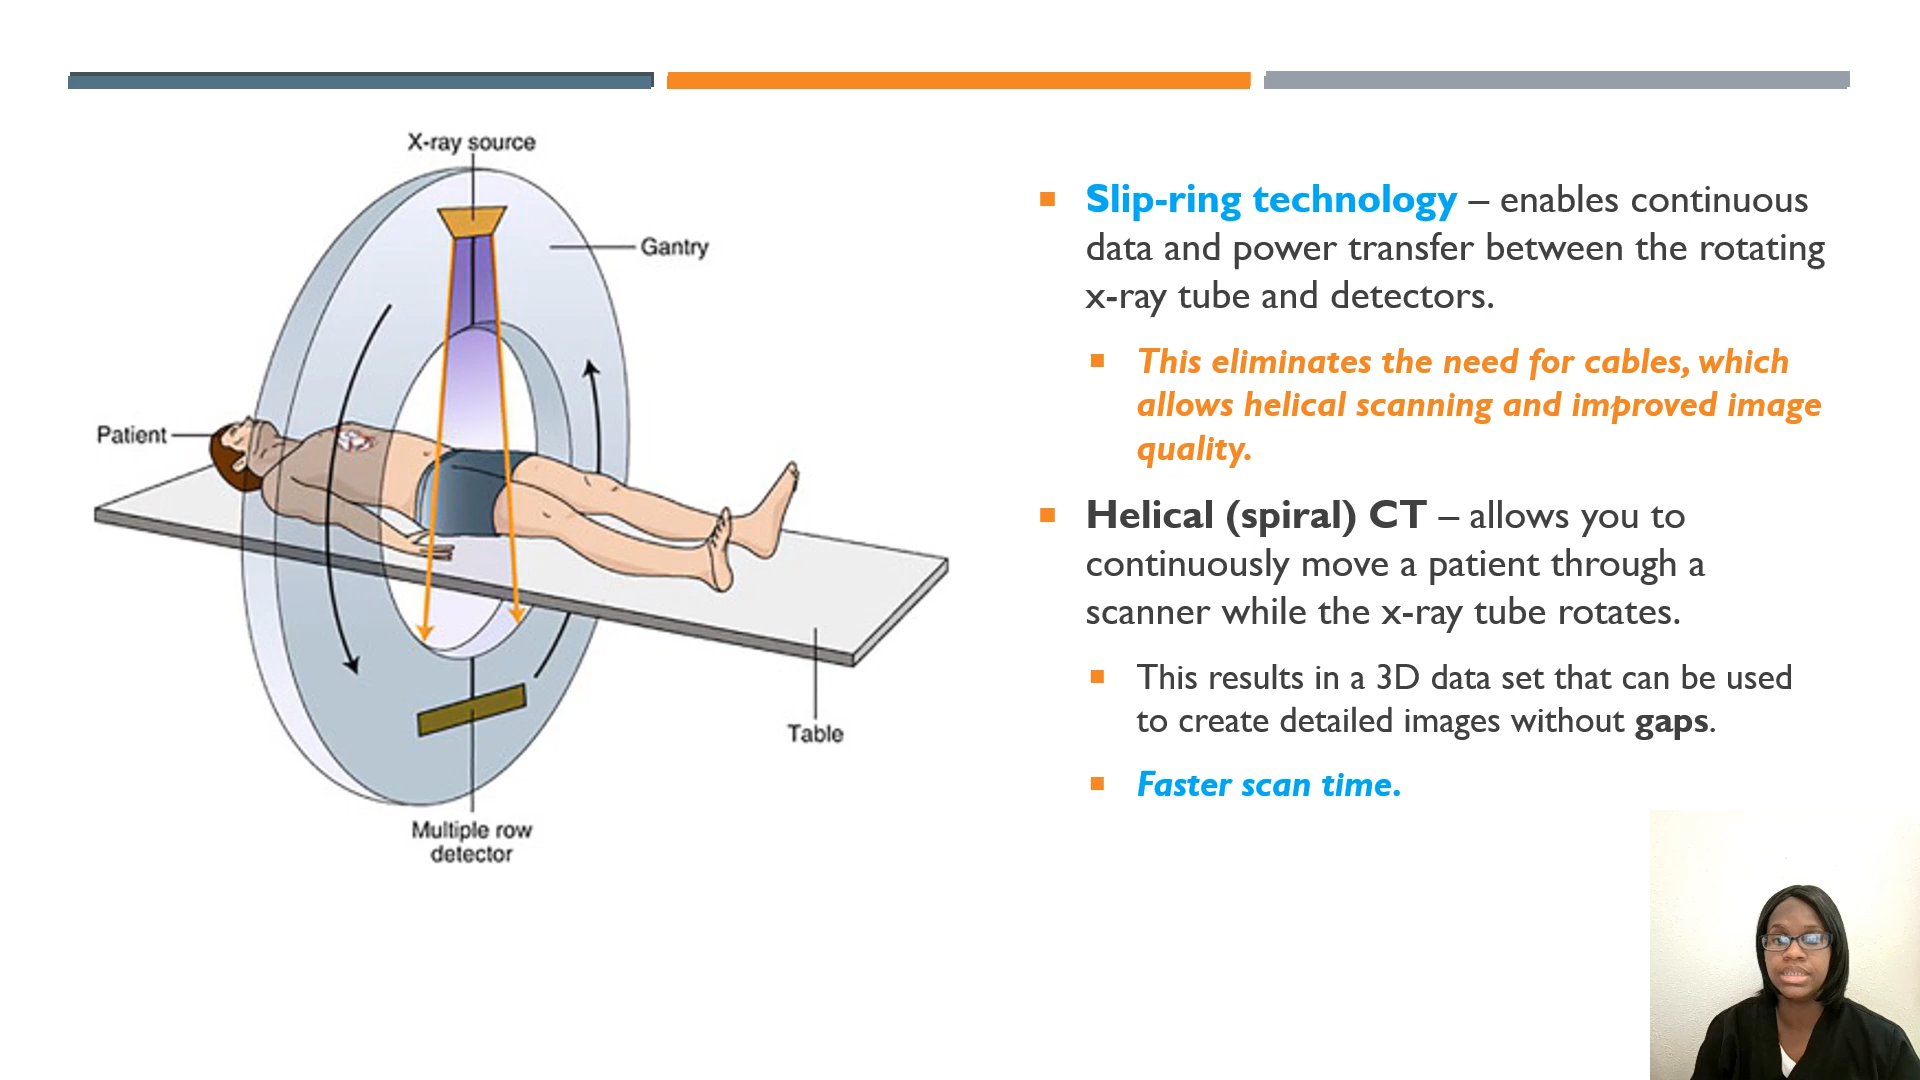 X-ray source
Gantry
Patient
Table
Multiple row
detector
Slip-ring technology – enables continuous
data and power transfer between the rotating
x-ray tube and detectors.
This eliminates the need for cables, which
allows helical scanning and improved image
quality.
Helical (spiral) CT – allows you to
continuously move a patient through a
scanner while the x-ray tube rotates.
This results in a 3D data set that can be used
to create detailed images without gaps.
Faster scan time.